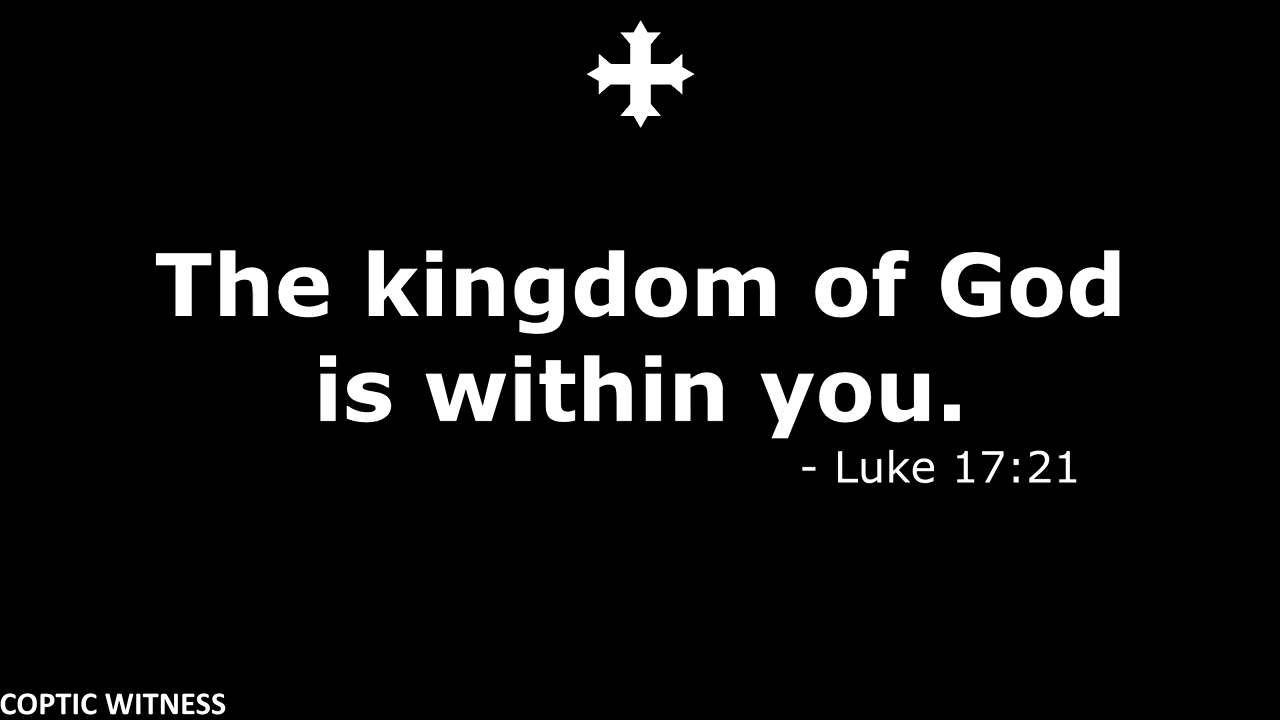 The kingdom of God
is within you.
- Luke 17:21
COPTIC WITNESS